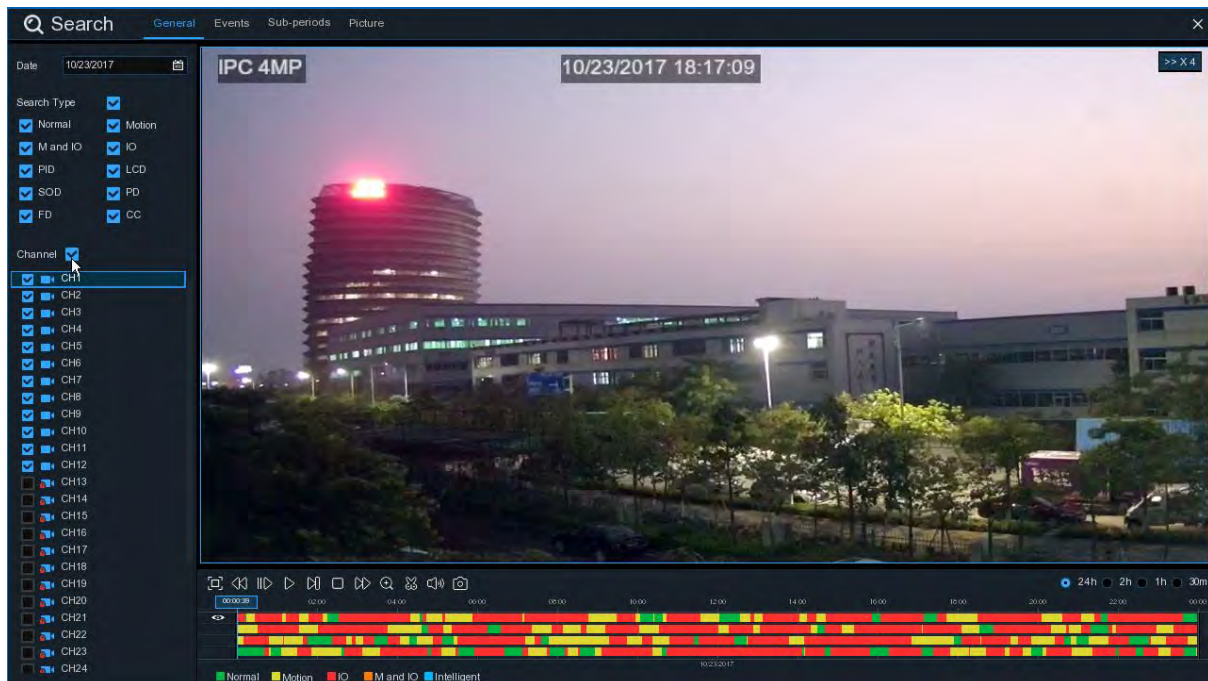 Search General Events Sub-periods Picture
Date 10/23/2017
Search Type
Normal Motion
M and IO IO
PID LCD
SOD PD
FD CC
Channel
CH1
CH2
CH3
CH4
CH5
CH6
CH7
CH8
CH9
CH10
CH11
CH12
CH13
CH14
CH15
CH16
CH17
CH18
CH19
CH20
CH21
CH22
CH23
CH24
IPC 4MP 10/23/2017 18:17:09 >> X 4
24h 2h 1h 30m
00:00:39 02:00 04:00 06:00 08:00 10:00 12:00 14:00 16:00 18:00 20:00 22:00 00:00
10/23/2017
Normal Motion IO M and IO Intelligent